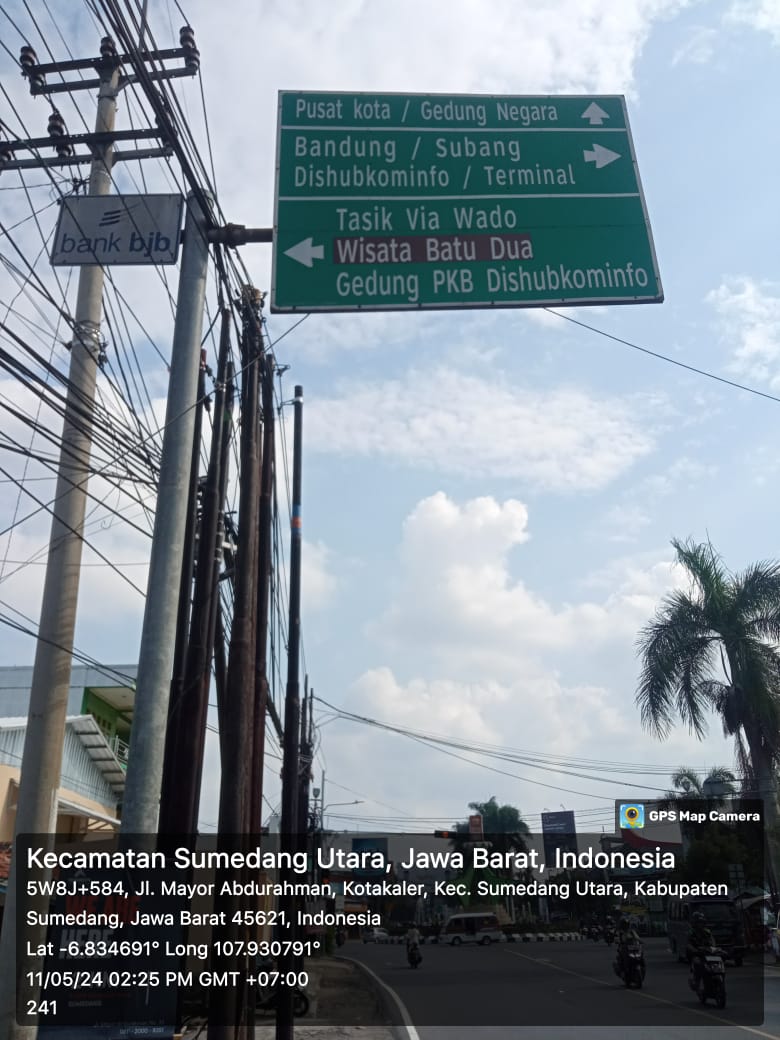 Pusat kota / Gedung Negara
Bandung / Subang
Dishubkominfo / Terminal
Tasik Via Wado
Wisata Batu Dua
Gedung PKB Dishubkominfo
bank bjb
GPS Map Camera
Kecamatan Sumedang Utara, Jawa Barat, Indonesia
5W8J+584, Jl. Mayor Abdurahman, Kotakaler, Kec. Sumedang Utara, Kabupaten
Sumedang, Jawa Barat 45621, Indonesia
Lat -6.834691° Long 107.930791°
11/05/24 02:25 PM GMT +07:00
241